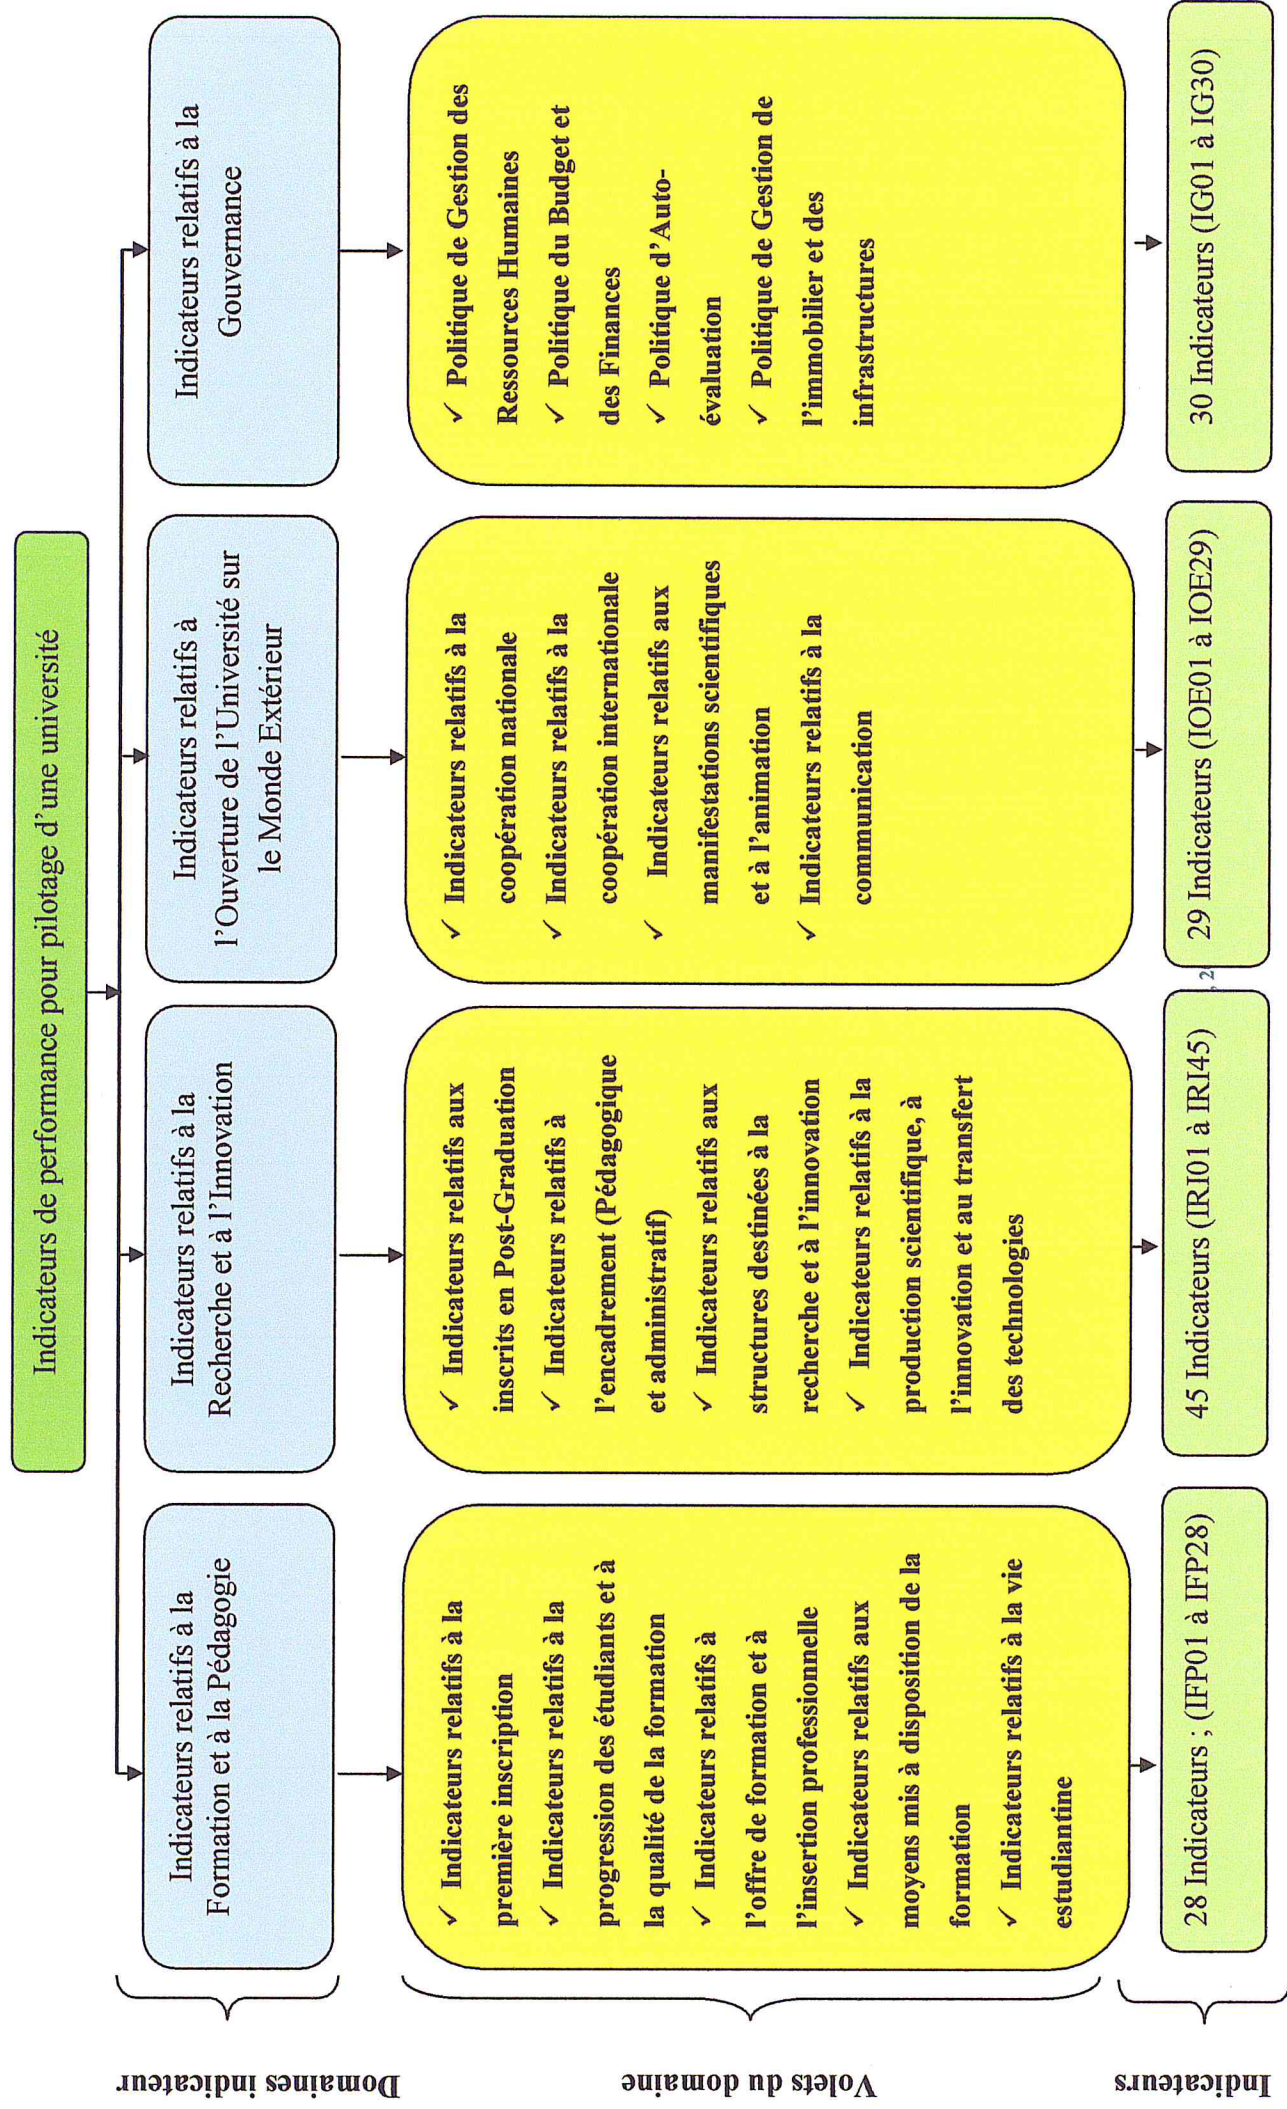 Indicateurs de performance pour pilotage d'une université
Domaines indicateur
Indicateurs relatifs à la
Formation et à la Pédagogie
Indicateurs relatifs à la
Recherche et à l'Innovation
Indicateurs relatifs à
l'Ouverture de l'Université sur
le Monde Extérieur
Indicateurs relatifs à la
Gouvernance
Volets du domaine
✓ Indicateurs relatifs à la
première inscription
✓ Indicateurs relatifs à la
progression des étudiants et à
la qualité de la formation
✓ Indicateurs relatifs à
l'offre de formation et à
l'insertion professionnelle
✓ Indicateurs relatifs aux
moyens mis à disposition de la
formation
✓ Indicateurs relatifs à la vie
estudiantine
✓ Indicateurs relatifs aux
inscrits en Post-Graduation
✓ Indicateurs relatifs à
l'encadrement (Pédagogique
et administratif)
✓ Indicateurs relatifs aux
structures destinées à la
recherche et à l'innovation
✓ Indicateurs relatifs à la
production scientifique, à
l'innovation et au transfert
des technologies
✓ Indicateurs relatifs à la
coopération nationale
✓ Indicateurs relatifs à la
coopération internationale
✓ Indicateurs relatifs aux
manifestations scientifiques
et à l'animation
✓ Indicateurs relatifs à la
communication
✓ Politique de Gestion des
Ressources Humaines
✓ Politique du Budget et
des Finances
✓ Politique d'Auto-
évaluation
✓ Politique de Gestion de
l'immobilier et des
infrastructures
Indicateurs
28 Indicateurs ; (IFP01 à IFP28)
45 Indicateurs (IRI01 à IRI45)
29 Indicateurs (IOE01 à IOE29)
30 Indicateurs (IG01 à IG30)